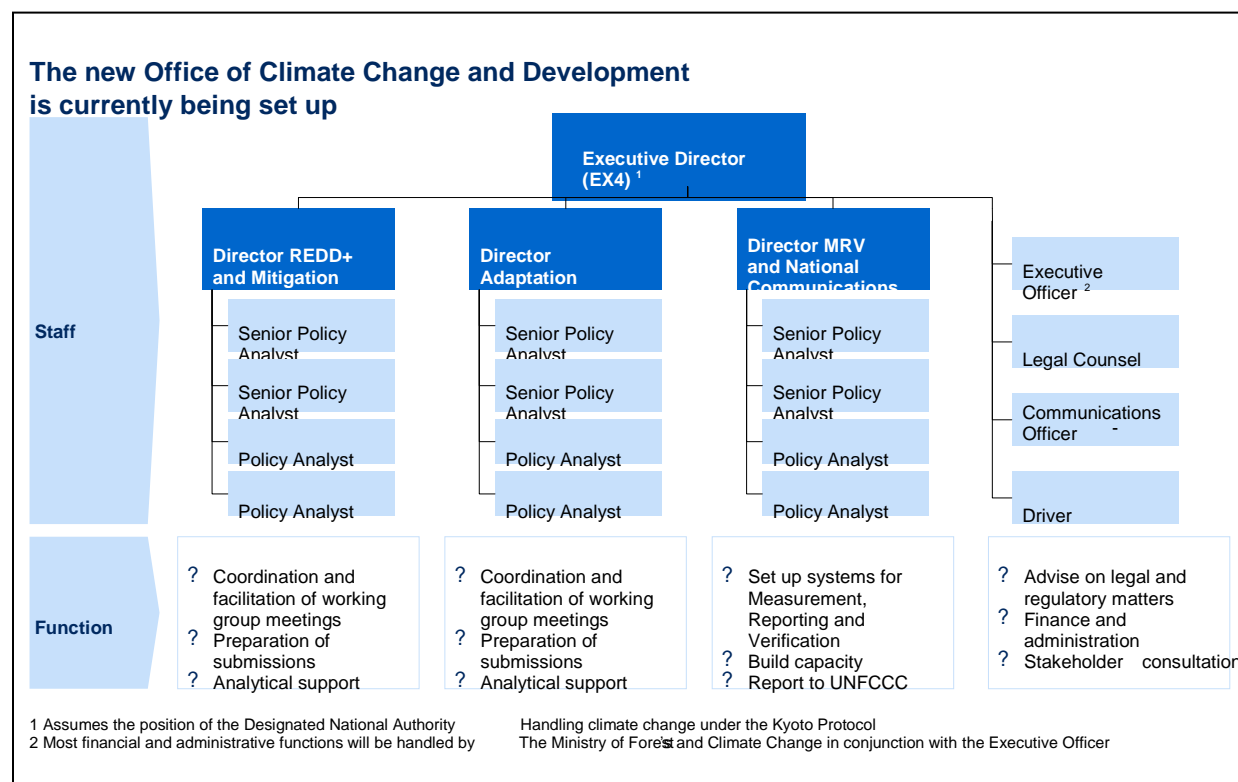 The new Office of Climate Change and Development
is currently being set up
Executive Director
(EX4) 1
Director REDD+
and Mitigation
Director
Adaptation
Director MRV
and National
Communications
Staff
Senior Policy
Analyst
Senior Policy
Analyst
Policy Analyst
Policy Analyst
Senior Policy
Analyst
Senior Policy
Analyst
Policy Analyst
Policy Analyst
Senior Policy
Analyst
Senior Policy
Analyst
Policy Analyst
Policy Analyst
Executive
Officer 2
Legal Counsel
Communications
Officer -
Driver
Function
? Coordination and
facilitation of working
group meetings
? Preparation of
submissions
? Analytical support
? Coordination and
facilitation of working
group meetings
? Preparation of
submissions
? Analytical support
? Set up systems for
Measurement,
Reporting and
Verification
? Build capacity
? Report to UNFCCC
? Advise on legal and
regulatory matters
? Finance and
administration
? Stakeholder consultation
1 Assumes the position of the Designated National Authority Handling climate change under the Kyoto Protocol
2 Most financial and administrative functions will be handled by The Ministry of Forest's and Climate Change in conjunction with the Executive Officer